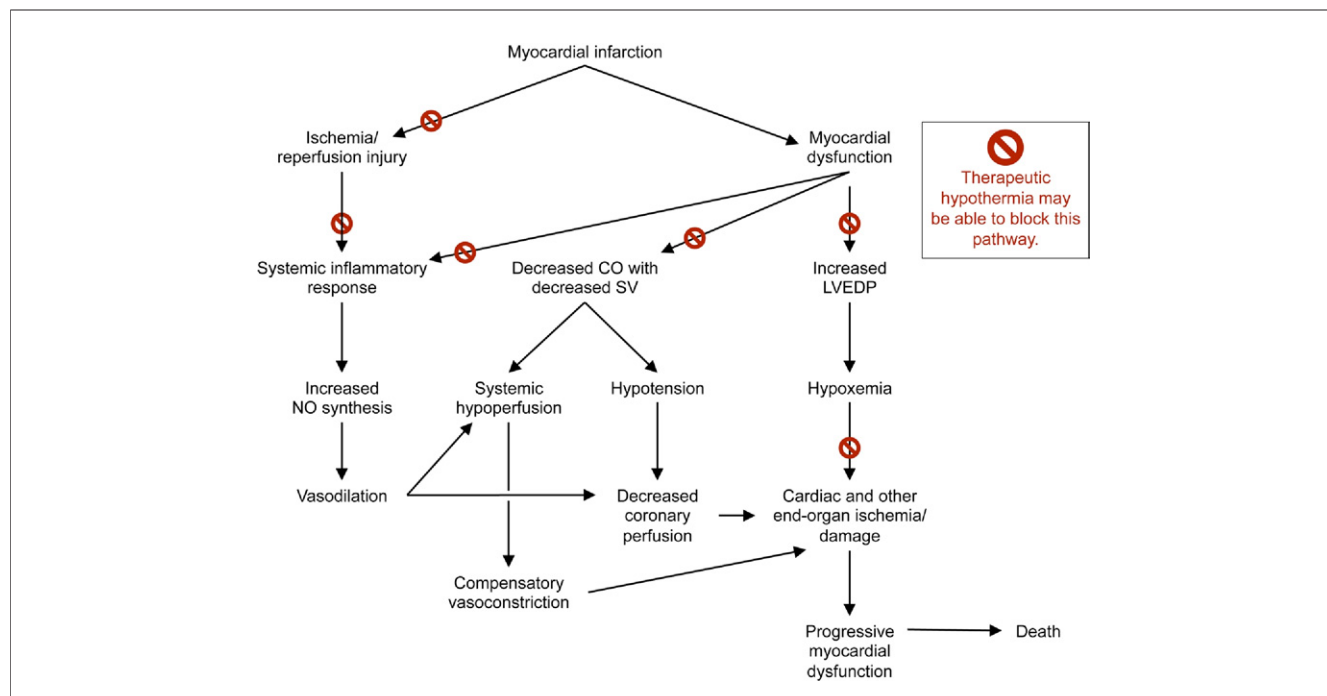 Myocardial infarction
Ischemia/
reperfusion injury
Myocardial
dysfunction
Therapeutic
hypothermia may
be able to block this
pathway.
Systemic inflammatory
response
Decreased CO with
decreased SV
Increased
LVEDP
Increased
NO synthesis
Systemic
hypoperfusion
Hypotension
Hypoxemia
Vasodilation
Decreased
coronary
perfusion
Cardiac and other
end-organ ischemia/
damage
Compensatory
vasoconstriction
Progressive
myocardial
dysfunction
Death